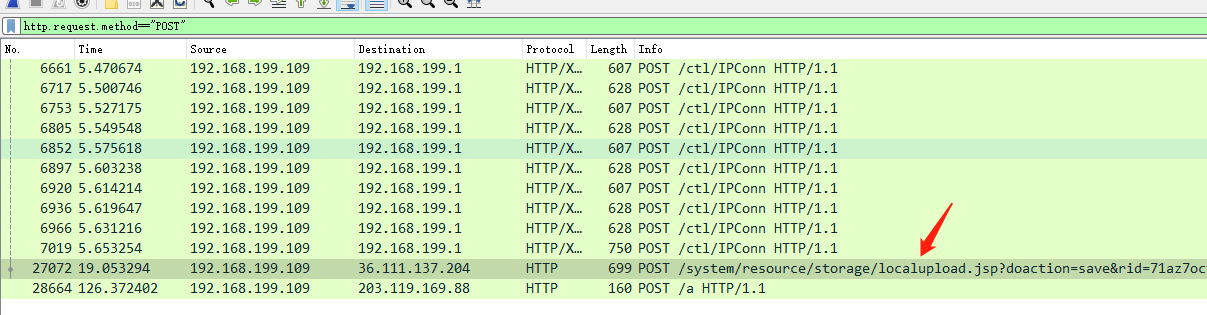 http.request.method=="POST"
No. Time Source Destination Protocol Length Info
6661 5.470674 192.168.199.109 192.168.199.1 HTTP/X… 607 POST /ctl/IPConn HTTP/1.1
6717 5.500746 192.168.199.109 192.168.199.1 HTTP/X… 628 POST /ctl/IPConn HTTP/1.1
6753 5.527175 192.168.199.109 192.168.199.1 HTTP/X… 607 POST /ctl/IPConn HTTP/1.1
6805 5.549548 192.168.199.109 192.168.199.1 HTTP/X… 628 POST /ctl/IPConn HTTP/1.1
6852 5.575618 192.168.199.109 192.168.199.1 HTTP/X… 607 POST /ctl/IPConn HTTP/1.1
6897 5.603238 192.168.199.109 192.168.199.1 HTTP/X… 628 POST /ctl/IPConn HTTP/1.1
6920 5.614214 192.168.199.109 192.168.199.1 HTTP/X… 607 POST /ctl/IPConn HTTP/1.1
6936 5.619647 192.168.199.109 192.168.199.1 HTTP/X… 628 POST /ctl/IPConn HTTP/1.1
6966 5.631216 192.168.199.109 192.168.199.1 HTTP/X… 628 POST /ctl/IPConn HTTP/1.1
7019 5.653254 192.168.199.109 192.168.199.1 HTTP/X… 750 POST /ctl/IPConn HTTP/1.1
27072 19.053294 192.168.199.109 36.111.137.204 HTTP 699 POST /system/resource/storage/localupload.jsp?doaction=save&rid=71az7oc
28664 126.372402 192.168.199.109 203.119.169.88 HTTP 160 POST /a HTTP/1.1